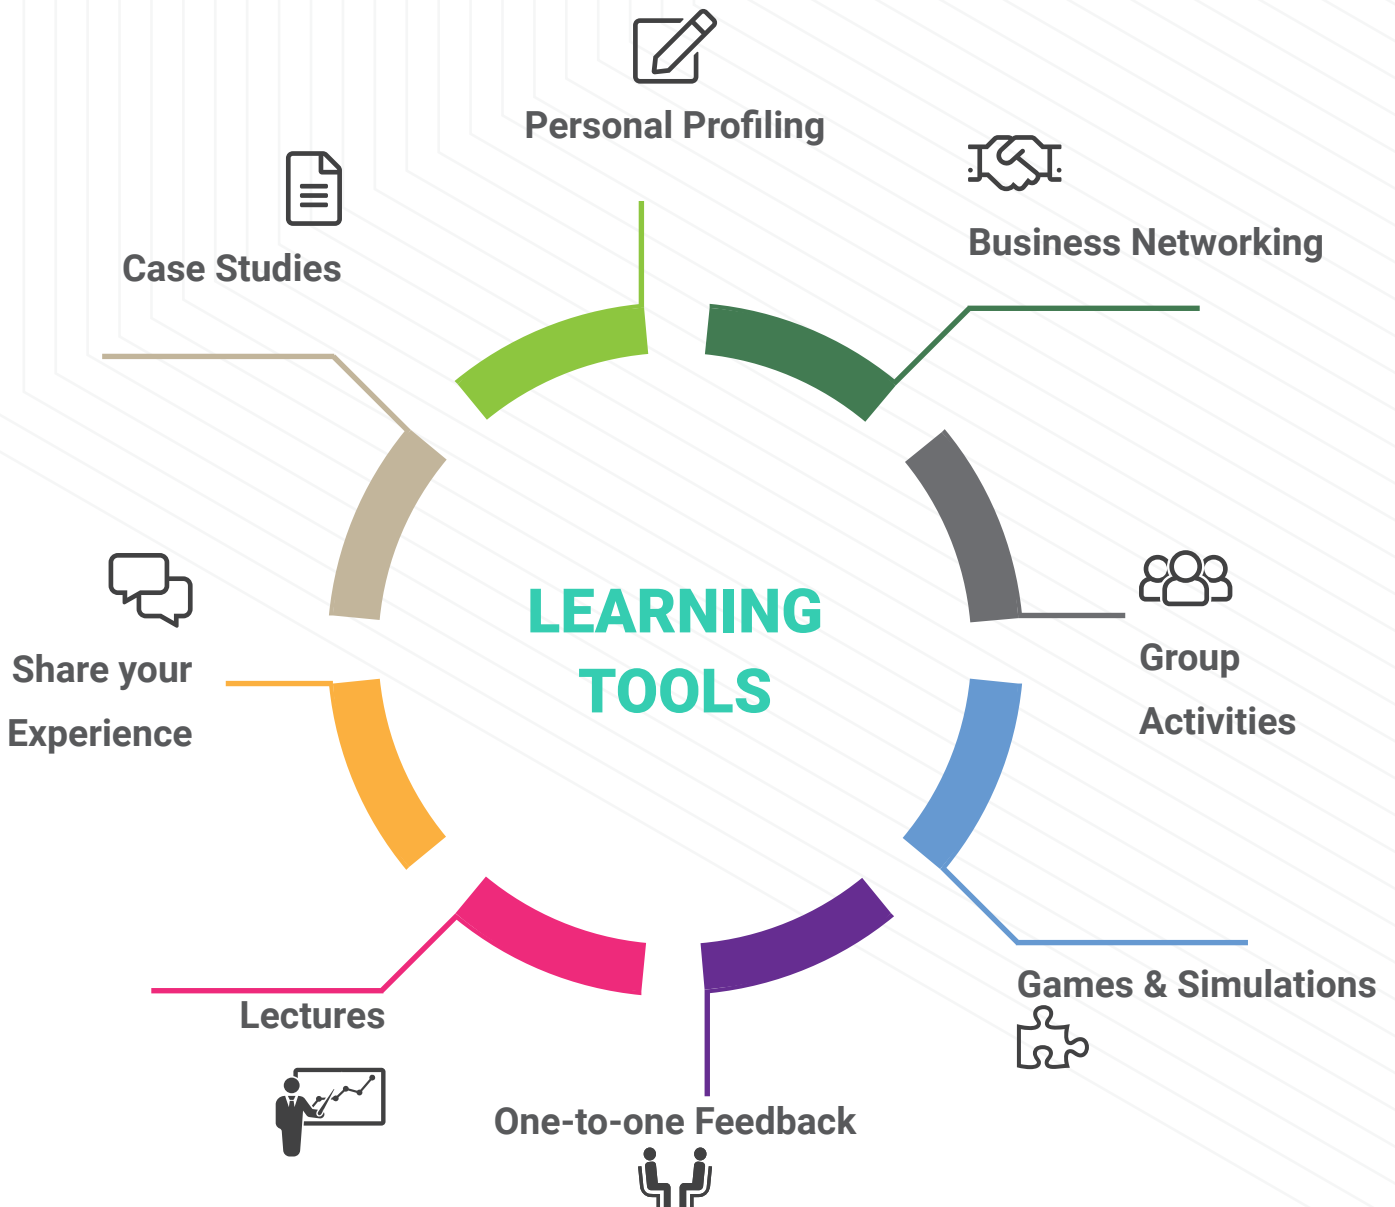 Personal Profiling
Business Networking
Case Studies
LEARNING
TOOLS
Share your
Experience
Group
Activities
Games & Simulations
Lectures
One-to-one Feedback